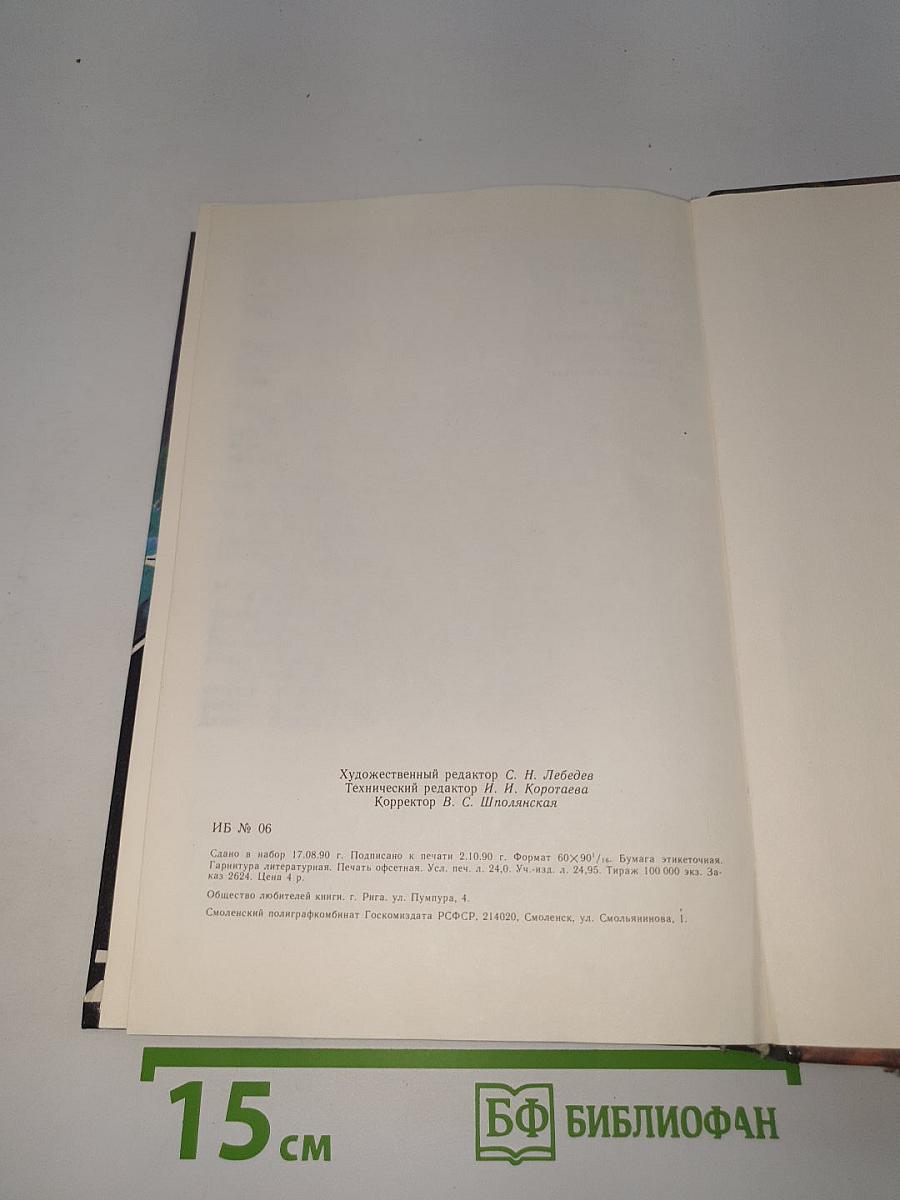 Художественный редактор С. Н. Лебедев
Технический редактор И. И. Коротаева
Корректор В. С. Шполянская
ИБ № 06
Сдано в набор 17.08.90 г. Подписано к печати 2.10.90 г. Формат 60×90¹/₁₆. Бумага этикеточная.
Гарнитура литературная. Печать офсетная. Усл. печ. л. 24,0. Уч.-изд. л. 24,95. Тираж 100 000 экз. За-
каз 2624. Цена 4 р.
Общество любителей книги. г. Рига. ул. Пумпура, 4.
Смоленский полиграфкомбинат Госкомиздата РСФСР, 214020, Смоленск, ул. Смольянинова, 1.
15 см
БФ БИБЛИОФАН